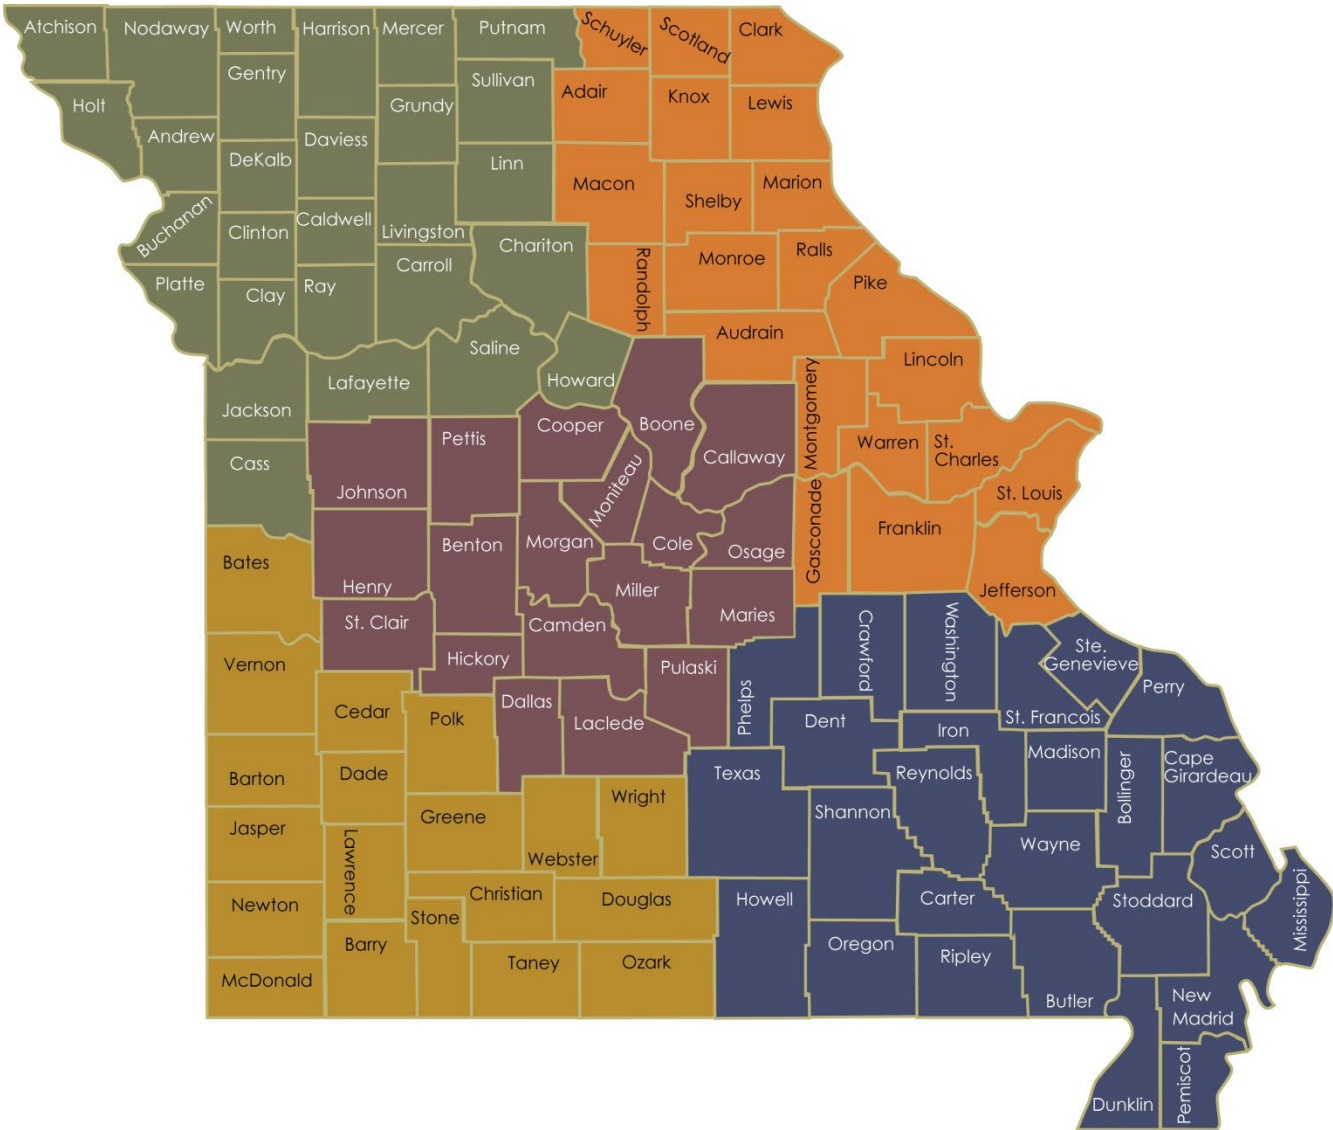 Atchison
Nodaway
Worth
Harrison
Mercer
Putnam
Schuyler
Scotland
Clark
Gentry
Sullivan
Adair
Knox
Lewis
Holt
Grundy
Andrew
Daviess
DeKalb
Linn
Macon
Shelby
Marion
Buchanan
Clinton
Caldwell
Livingston
Chariton
Randolph
Monroe
Ralls
Platte
Clay
Ray
Carroll
Pike
Audrain
Saline
Howard
Lincoln
Jackson
Lafayette
Boone
Montgomery
Cooper
Pettis
Callaway
Warren
St.
Charles
Cass
Johnson
Moniteau
St. Louis
Gasconade
Franklin
Bates
Benton
Morgan
Cole
Osage
Henry
Miller
Jefferson
St. Clair
Camden
Maries
Crawford
Washington
Ste.
Genevieve
Vernon
Hickory
Pulaski
Perry
Phelps
Cedar
Polk
Dallas
Laclede
Dent
St. Francois
Iron
Barton
Dade
Texas
Reynolds
Madison
Bollinger
Cape
Girardeau
Jasper
Lawrence
Greene
Wright
Shannon
Webster
Wayne
Scott
Newton
Christian
Douglas
Howell
Carter
Stoddard
Mississippi
Stone
Barry
Taney
Ozark
Oregon
Ripley
McDonald
Butler
New
Madrid
Dunklin
Pemiscot